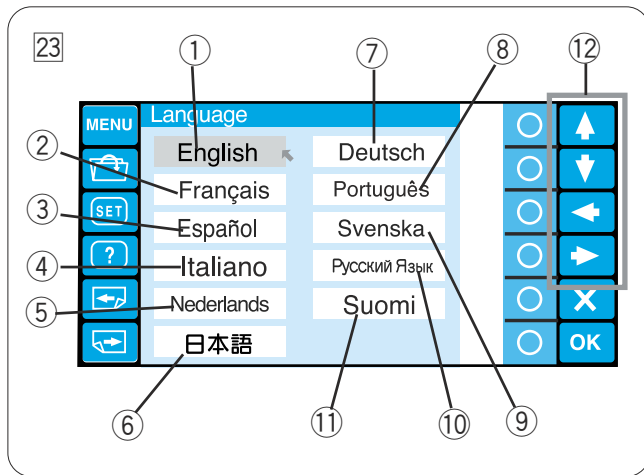 23
① ⑦ ⑧ ⑫
MENU Language
② English Deutsch
Français Português
③ SET Español Svenska
④ ? Italiano Русский Язык
⑤ Nederlands Suomi X
日本語 OK
⑥ ⑪ ⑩ ⑨